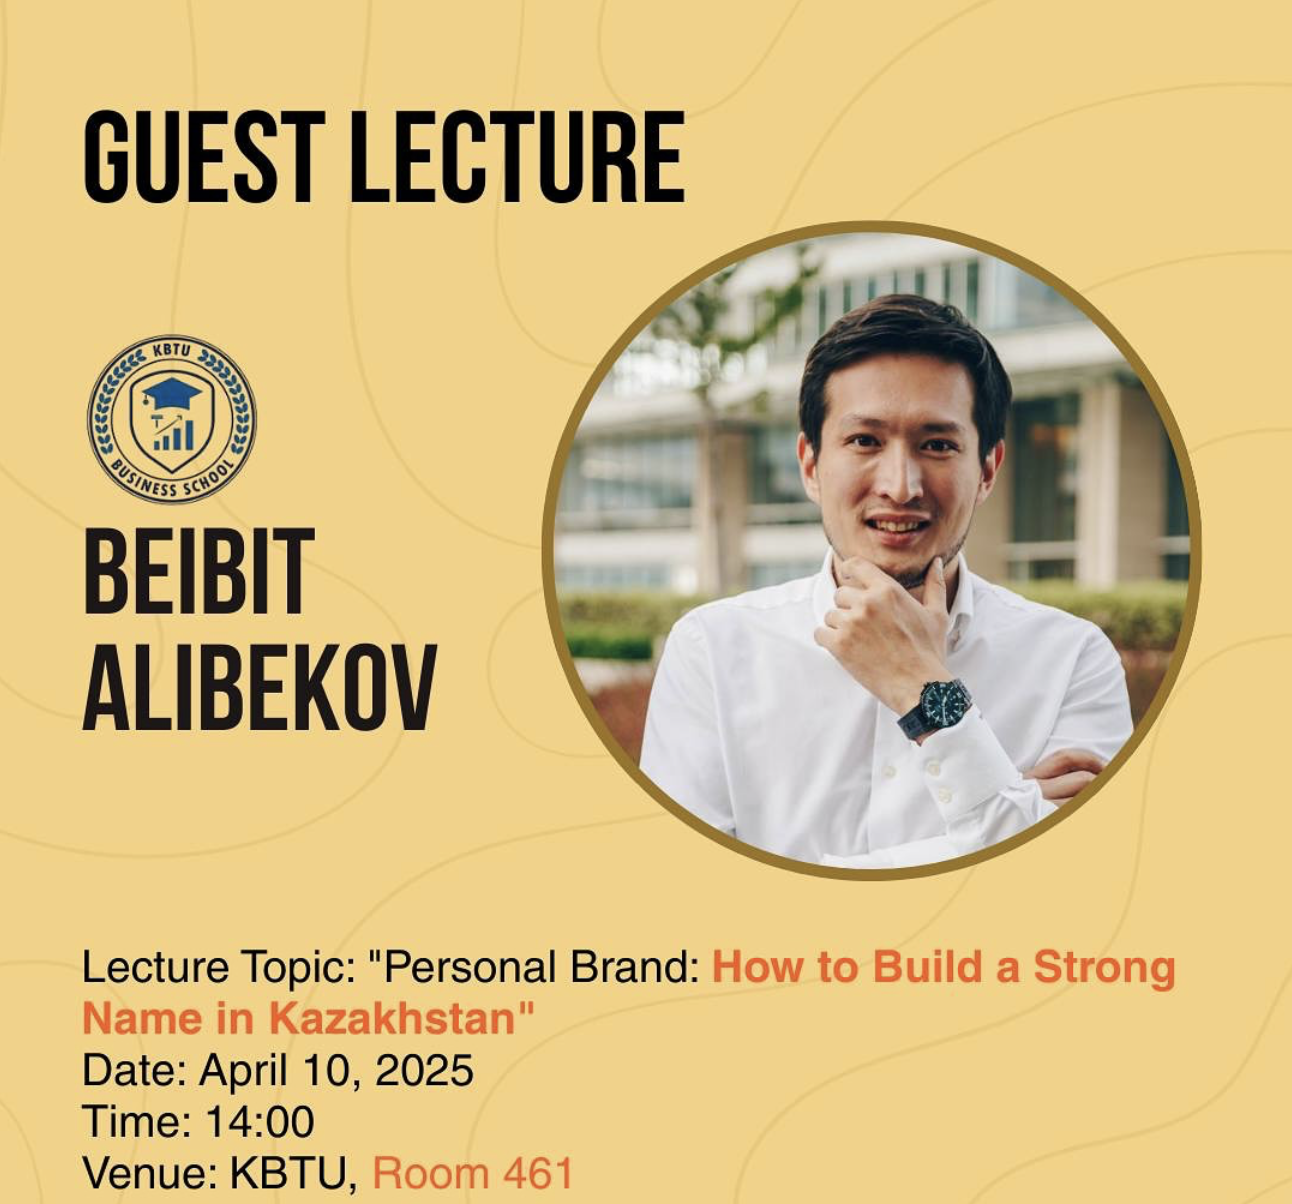 GUEST LECTURE
KBTU
BUSINESS SCHOOL
BEIBIT
ALIBEKOV
Lecture Topic: "Personal Brand: How to Build a Strong
Name in Kazakhstan"
Date: April 10, 2025
Time: 14:00
Venue: KBTU, Room 461